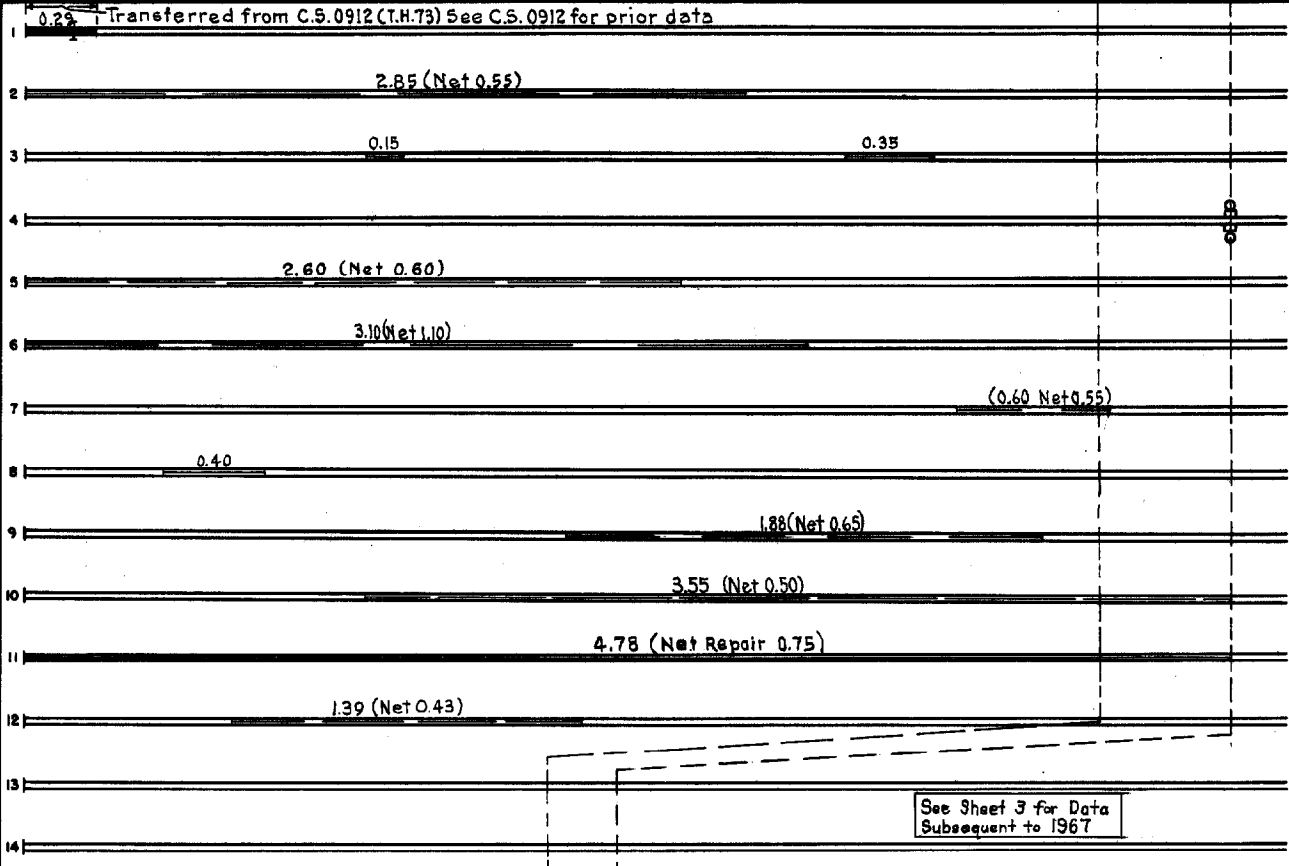 0.29 Transferred from C.S. 0912 (T.H. 73) See C.S. 0912 for prior data
1
2.85 (Net 0.55)
2
0.15 0.35
3
4
2.60 (Net 0.60)
5
3.10 (Net 1.10)
6
(0.60 Net 0.55)
7
0.40
8
1.88 (Net 0.65)
9
3.55 (Net 0.50)
10
4.78 (Net Repair 0.75)
11
1.39 (Net 0.43)
12
13
See Sheet 3 for Data
Subsequent to 1967
14